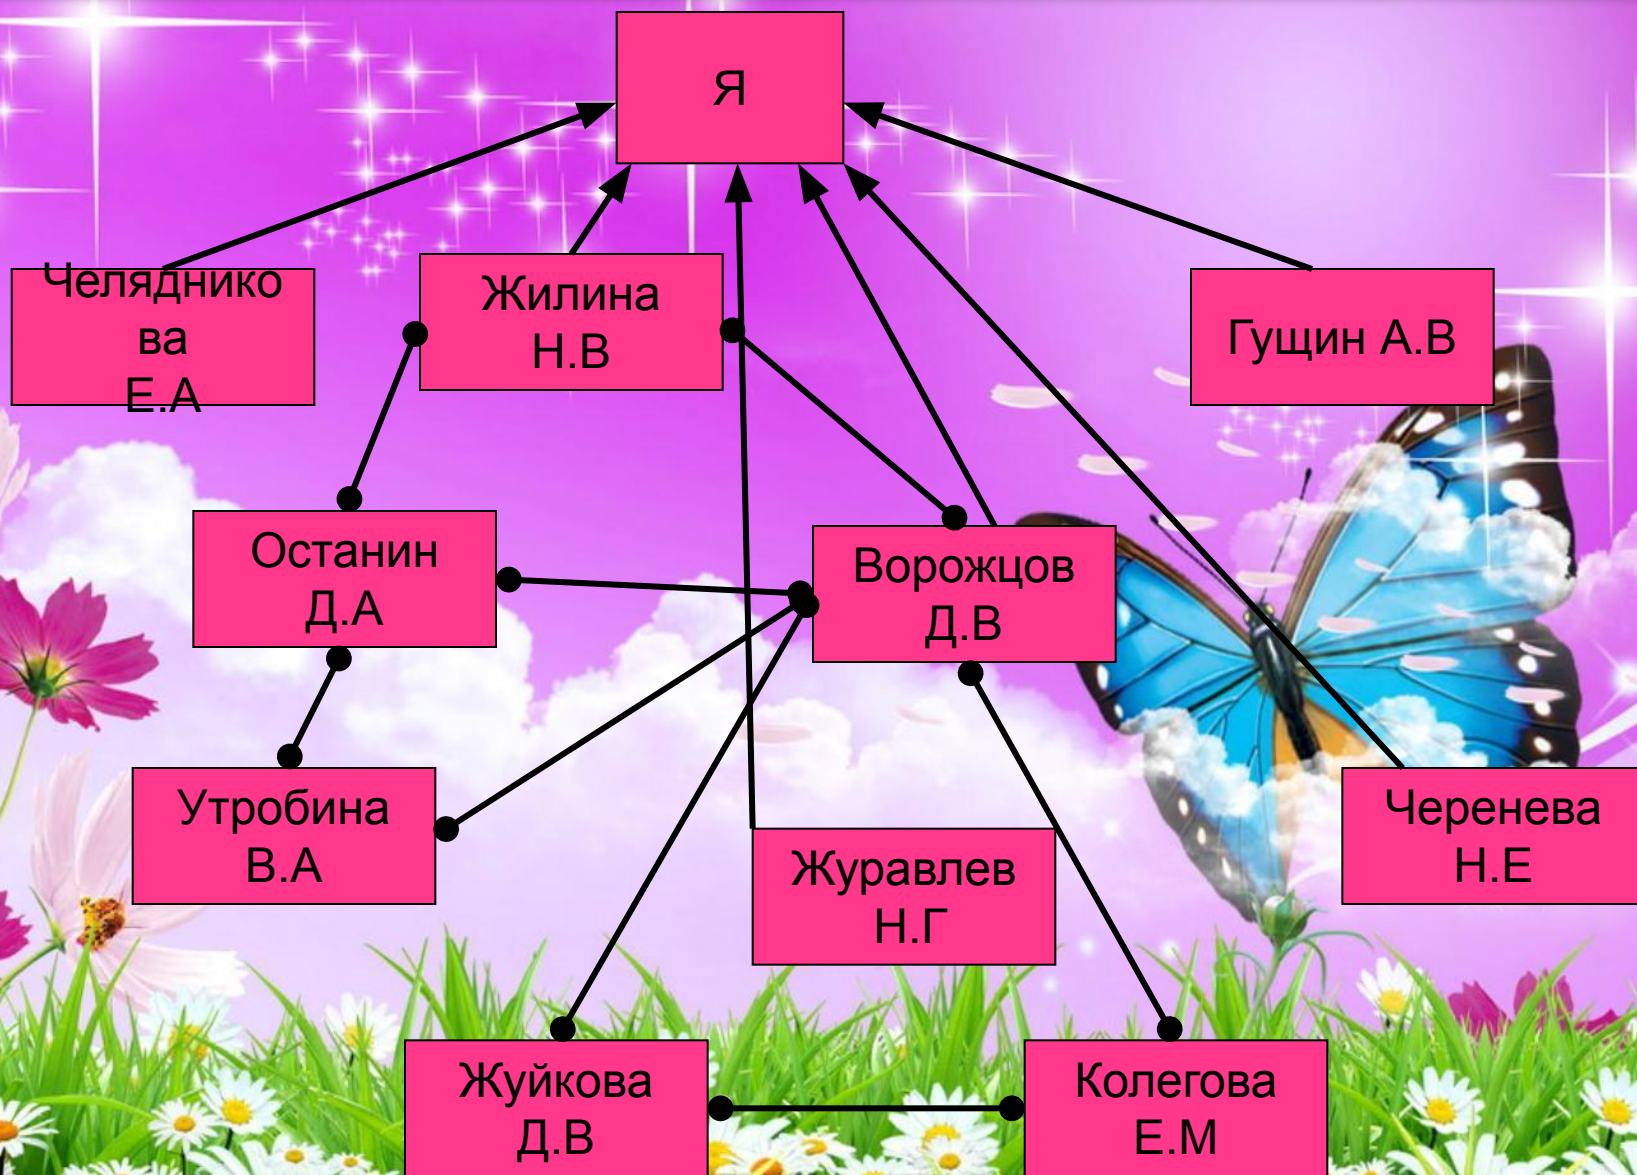 Я
Челяднико
ва
Е.А
Жилина
Н.В
Гущин А.В
Останин
Д.А
Ворожцов
Д.В
Утробина
В.А
Журавлев
Н.Г
Черенева
Н.Е
Жуйкова
Д.В
Колегова
Е.М